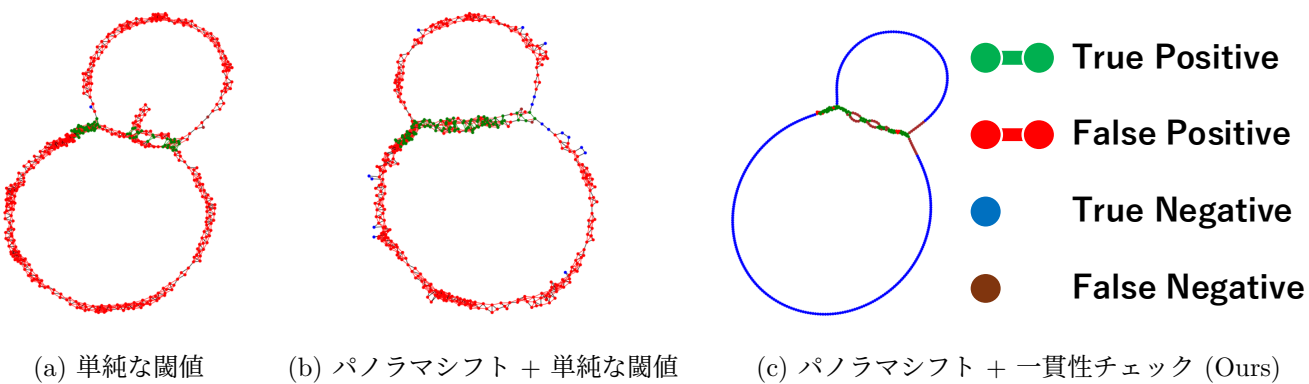 True Positive
False Positive
True Negative
False Negative
(a) 単純な閾値
(b) パノラマシフト + 単純な閾値
(c) パノラマシフト + 一貫性チェック (Ours)